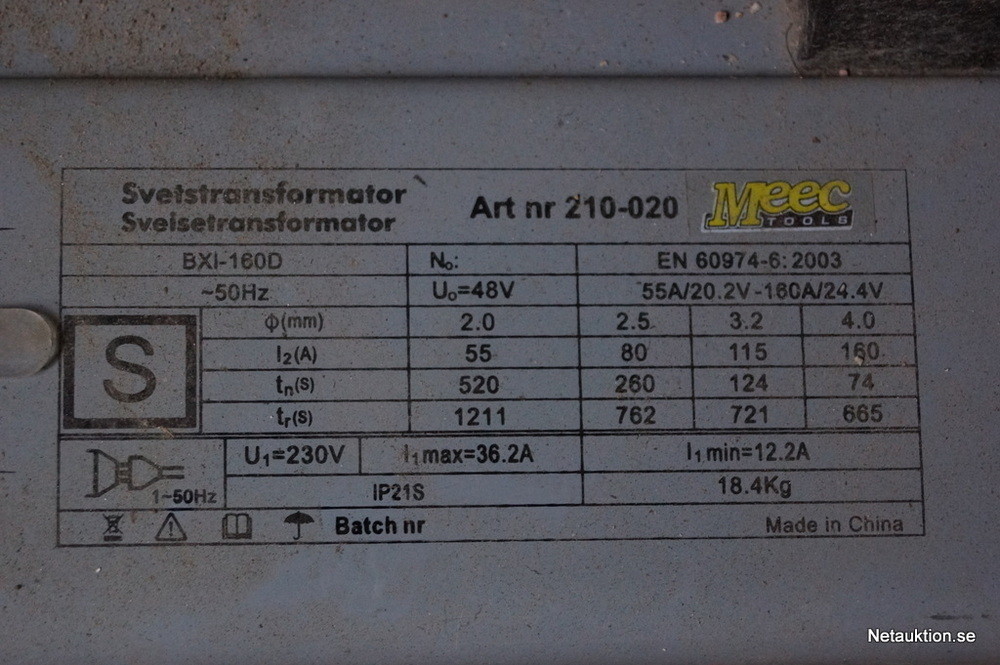 Svetstransformator
Sveisetransformator
Art nr 210-020
Meec
TOOLS
BXI-160D N₀: EN 60974-6: 2003
~50Hz U₀=48V 55A/20.2V-160A/24.4V
S
Φ(mm) 2.0 2.5 3.2 4.0
I₂(A) 55 80 115 160
tₙ(S) 520 260 124 74
tᵣ(S) 1211 762 721 665
U₁=230V I₁max=36.2A I₁min=12.2A
1~50Hz IP21S 18.4Kg
Batch nr Made in China
Netauktion.se